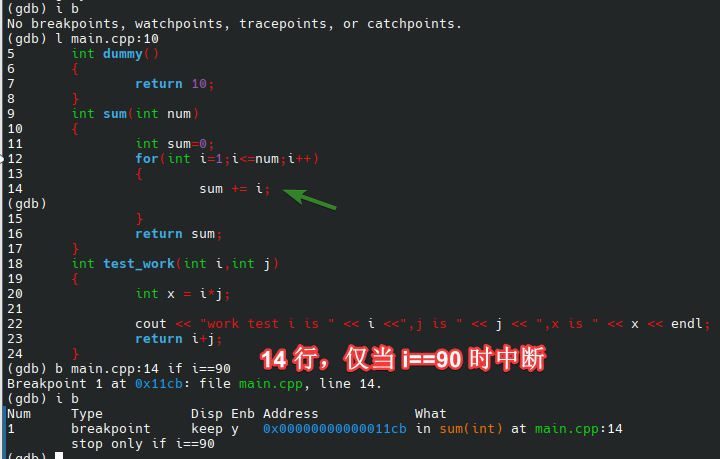 (gdb) i b
No breakpoints, watchpoints, tracepoints, or catchpoints.
(gdb) l main.cpp:10
5       int dummy()
6       {
7               return 10;
8       }
9       int sum(int num)
10      {
11              int sum=0;
12              for(int i=1;i<=num;i++)
13              {
14                      sum += i;
(gdb)
15              }
16              return sum;
17      }
18      int test_work(int i,int j)
19      {
20              int x = i*j;
21
22              cout << "work test i is " << i <<",j is " << j << ",x is " << x << endl;
23              return i+j;
24      }
14 行，仅当 i==90 时中断
(gdb) b main.cpp:14 if i==90
Breakpoint 1 at 0x11cb: file main.cpp, line 14.
(gdb) i b
Num     Type           Disp Enb Address            What
1       breakpoint     keep y   0x00000000000011cb in sum(int) at main.cpp:14
        stop only if i==90
(gdb)